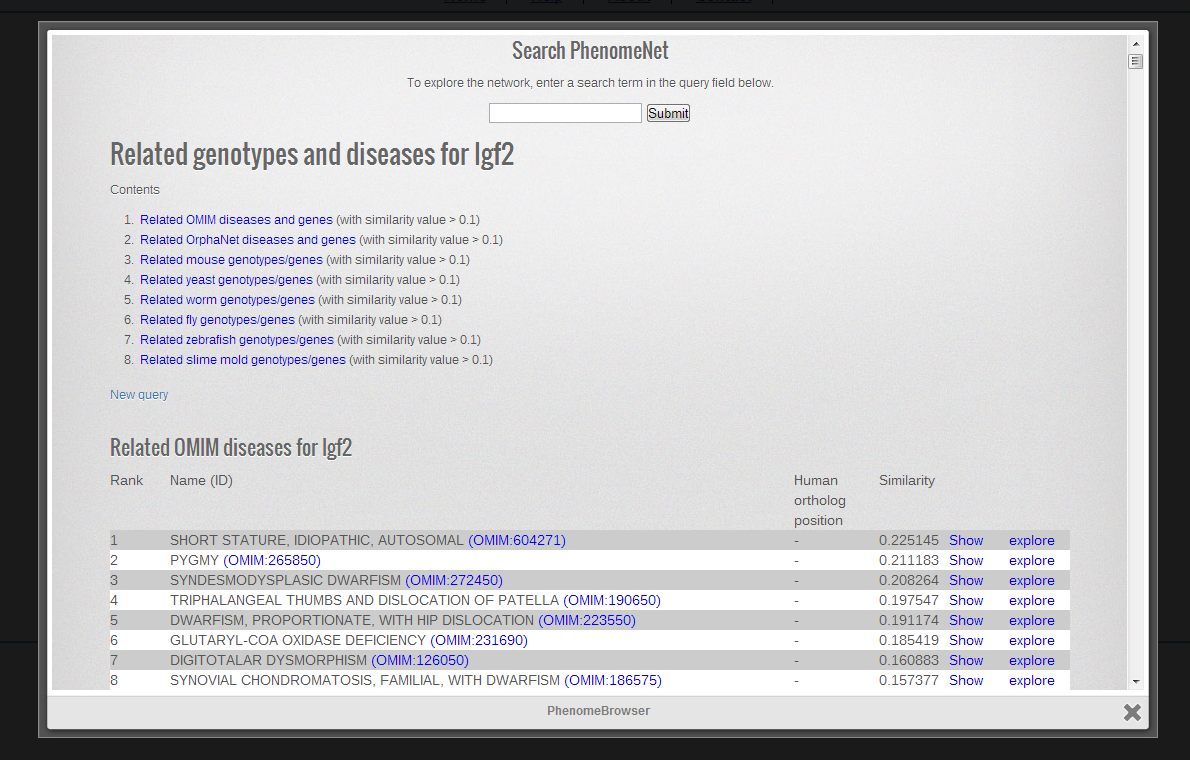 Home Help About Contact
Search PhenomeNet
To explore the network, enter a search term in the query field below.
Submit
Related genotypes and diseases for Igf2
Contents
1. Related OMIM diseases and genes (with similarity value > 0.1)
2. Related OrphaNet diseases and genes (with similarity value > 0.1)
3. Related mouse genotypes/genes (with similarity value > 0.1)
4. Related yeast genotypes/genes (with similarity value > 0.1)
5. Related worm genotypes/genes (with similarity value > 0.1)
6. Related fly genotypes/genes (with similarity value > 0.1)
7. Related zebrafish genotypes/genes (with similarity value > 0.1)
8. Related slime mold genotypes/genes (with similarity value > 0.1)
New query
Related OMIM diseases for Igf2
Rank Name (ID) Human ortholog position Similarity
1 SHORT STATURE, IDIOPATHIC, AUTOSOMAL (OMIM:604271) - 0.225145 Show explore
2 PYGMY (OMIM:265850) - 0.211183 Show explore
3 SYNDESMODYSPLASIC DWARFISM (OMIM:272450) - 0.208264 Show explore
4 TRIPHALANGEAL THUMBS AND DISLOCATION OF PATELLA (OMIM:190650) - 0.197547 Show explore
5 DWARFISM, PROPORTIONATE, WITH HIP DISLOCATION (OMIM:223550) - 0.191174 Show explore
6 GLUTARYL-COA OXIDASE DEFICIENCY (OMIM:231690) - 0.185419 Show explore
7 DIGITOTALAR DYSMORPHISM (OMIM:126050) - 0.160883 Show explore
8 SYNOVIAL CHONDROMATOSIS, FAMILIAL, WITH DWARFISM (OMIM:186575) - 0.157377 Show explore
PhenomeBrowser